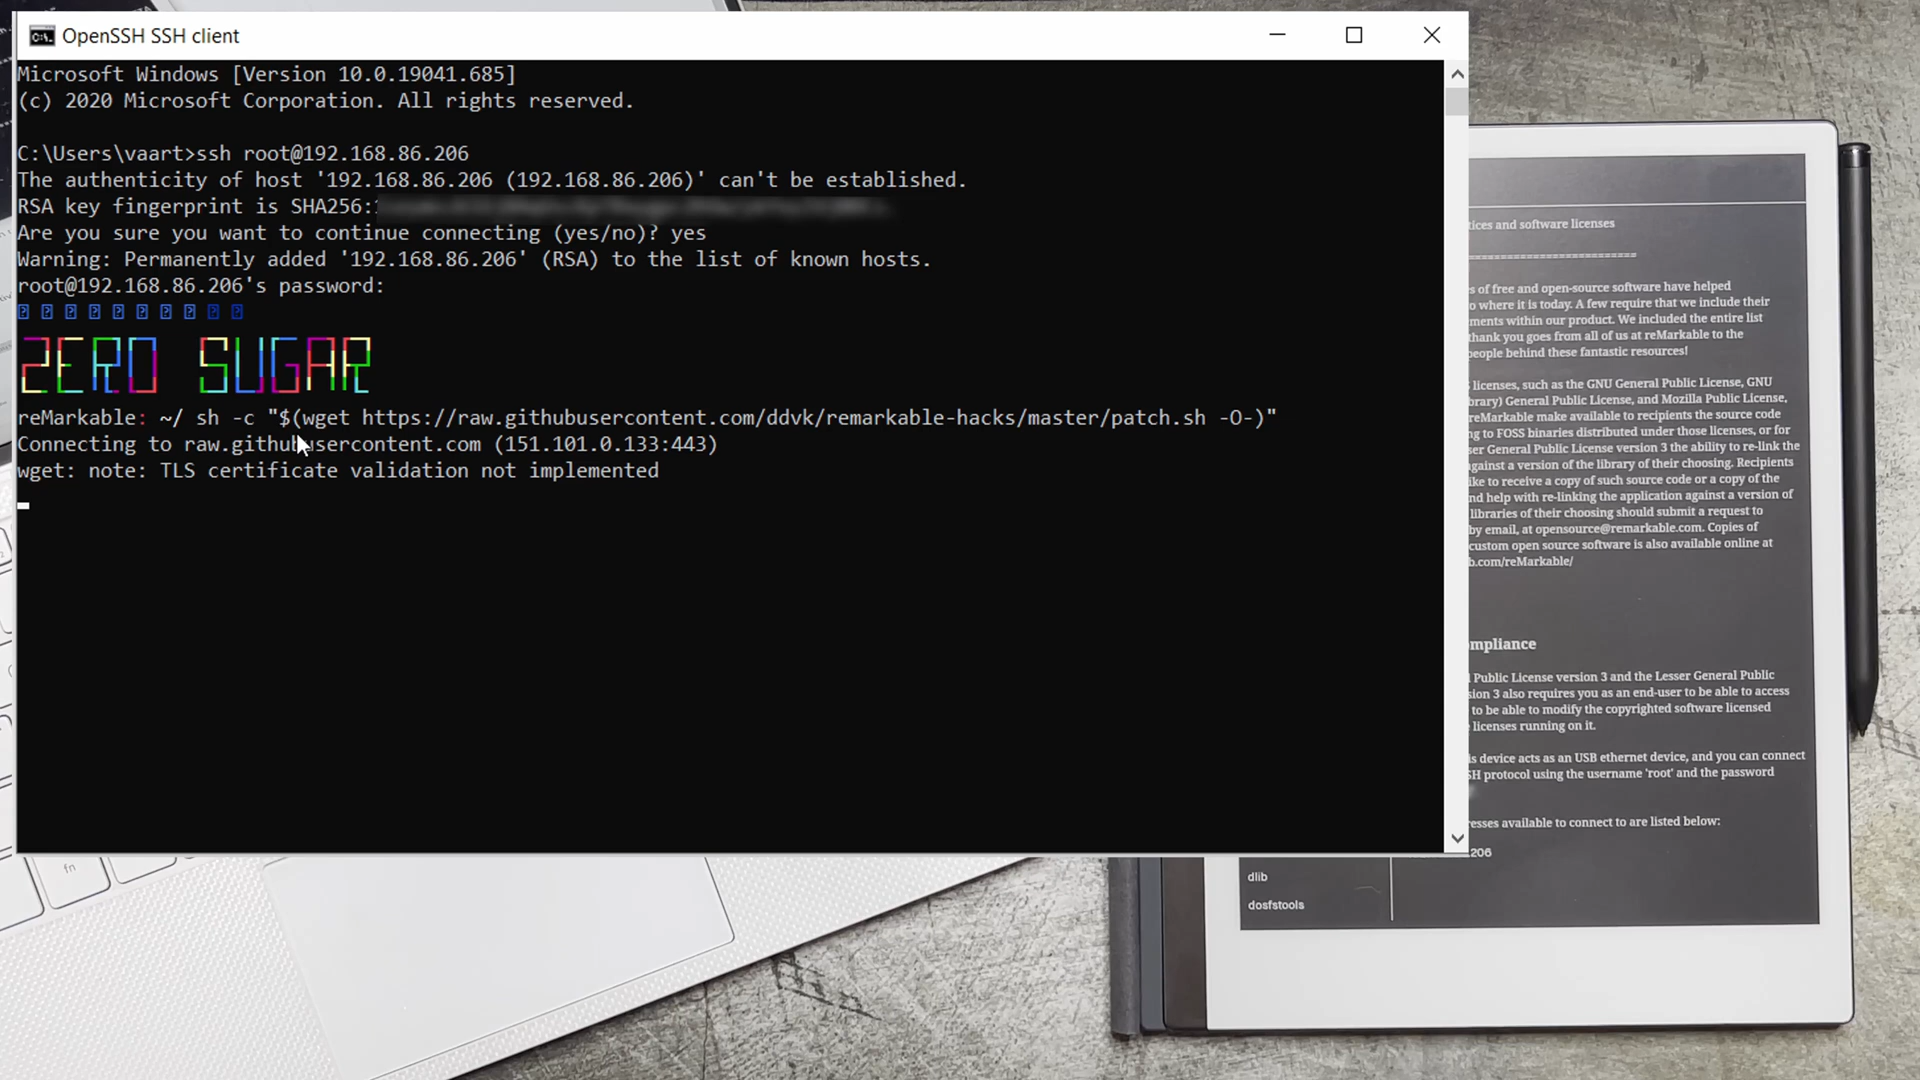 OpenSSH SSH client
Microsoft Windows [Version 10.0.19041.685]
(c) 2020 Microsoft Corporation. All rights reserved.
C:\Users\vaart>ssh root@192.168.86.206
The authenticity of host '192.168.86.206 (192.168.86.206)' can't be established.
RSA key fingerprint is SHA256:
Are you sure you want to continue connecting (yes/no)? yes
Warning: Permanently added '192.168.86.206' (RSA) to the list of known hosts.
root@192.168.86.206's password:
ZERO SUGAR
reMarkable: ~/ sh -c "$(wget https://raw.githubusercontent.com/ddvk/remarkable-hacks/master/patch.sh -O-)"
Connecting to raw.githubusercontent.com (151.101.0.133:443)
wget: note: TLS certificate validation not implemented
tices and software licenses
=========================
s of free and open-source software have helped
o where it is today. A few require that we include their
ments within our product. We included the entire list
thank you goes from all of us at reMarkable to the
people behind these fantastic resources!
licenses, such as the GNU General Public License, GNU
brary) General Public License, and Mozilla Public License,
reMarkable make available to recipients the source code
ng to FOSS binaries distributed under those licenses, or for
ser General Public License version 3 the ability to re-link the
against a version of the library of their choosing. Recipients
ike to receive a copy of such source code or a copy of the
nd help with re-linking the application against a version of
libraries of their choosing should submit a request to
by email, at opensource@remarkable.com. Copies of
custom open source software is also available online at
b.com/reMarkable/
mpliance
l Public License version 3 and the Lesser General Public
sion 3 also requires you as an end-user to be able to access
to be able to modify the copyrighted software licensed
licenses running on it.
is device acts as an USB ethernet device, and you can connect
SH protocol using the username 'root' and the password
esses available to connect to are listed below:
206
dlib
dosfstools
fn